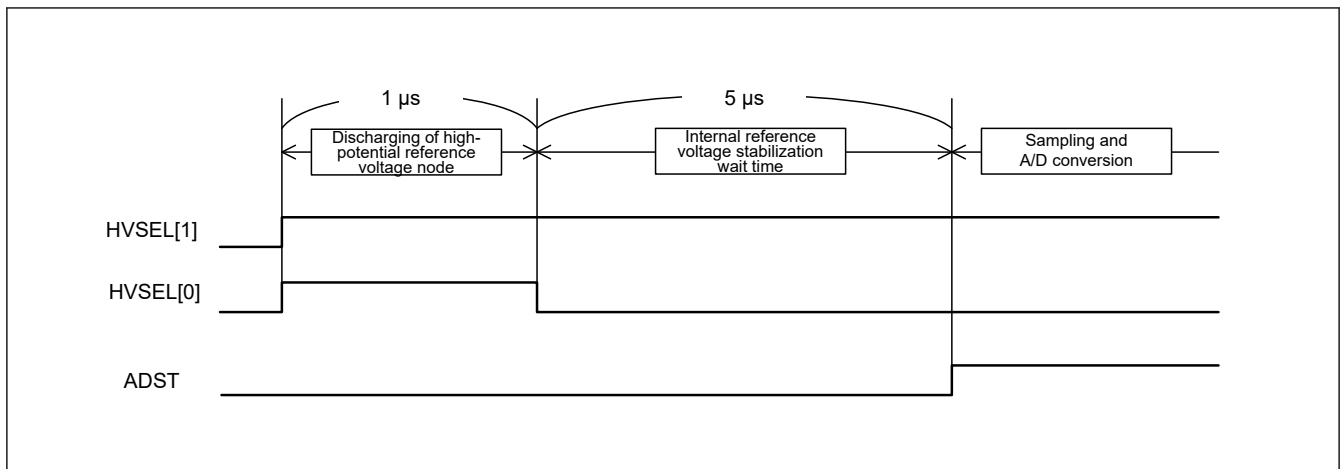 1 µs
5 µs
Discharging of high-
potential reference
voltage node
Internal reference
voltage stabilization
wait time
Sampling and
A/D conversion
HVSEL[1]
HVSEL[0]
ADST